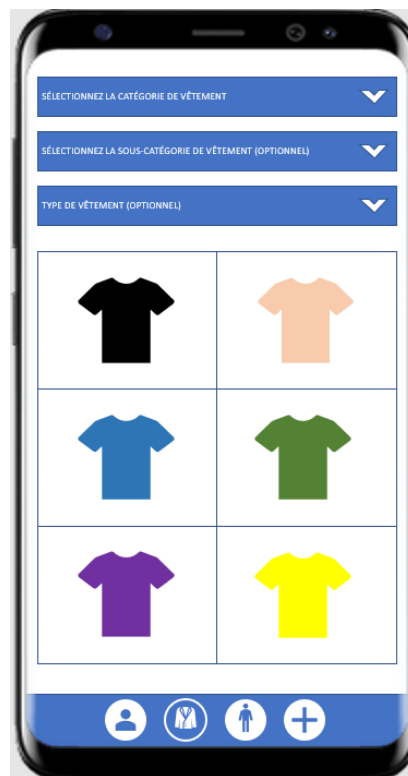 SÉLECTIONNEZ LA CATÉGORIE DE VÊTEMENT
SÉLECTIONNEZ LA SOUS-CATÉGORIE DE VÊTEMENT (OPTIONNEL)
TYPE DE VÊTEMENT (OPTIONNEL)